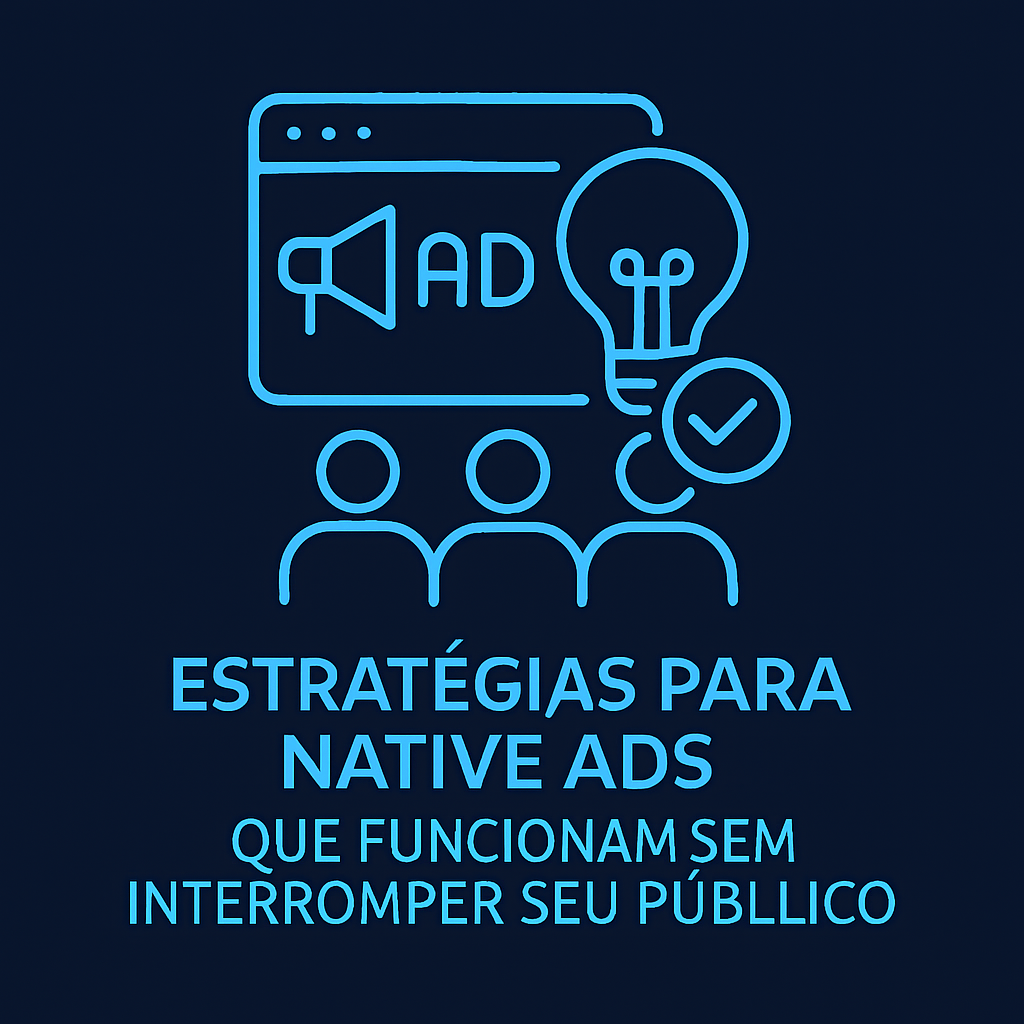 AD
ESTRATÉGIAS PARA
NATIVE ADS
QUE FUNCIONAM SEM
INTERROMPER SEU PÚBLLICO